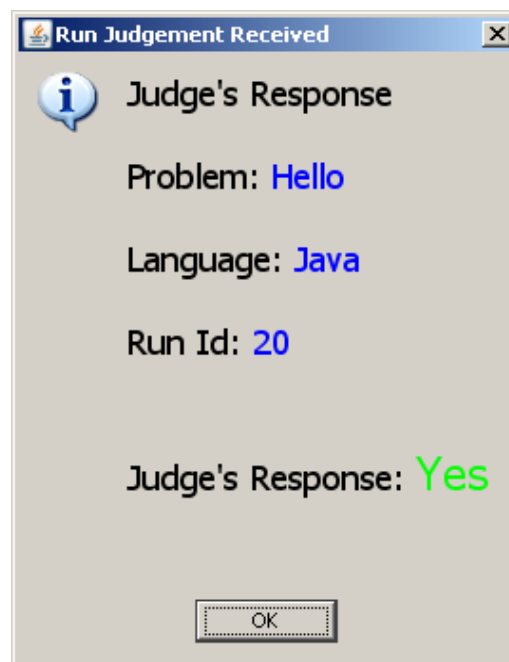 Run Judgement Received
Judge's Response
Problem: Hello
Language: Java
Run Id: 20
Judge's Response: Yes
OK